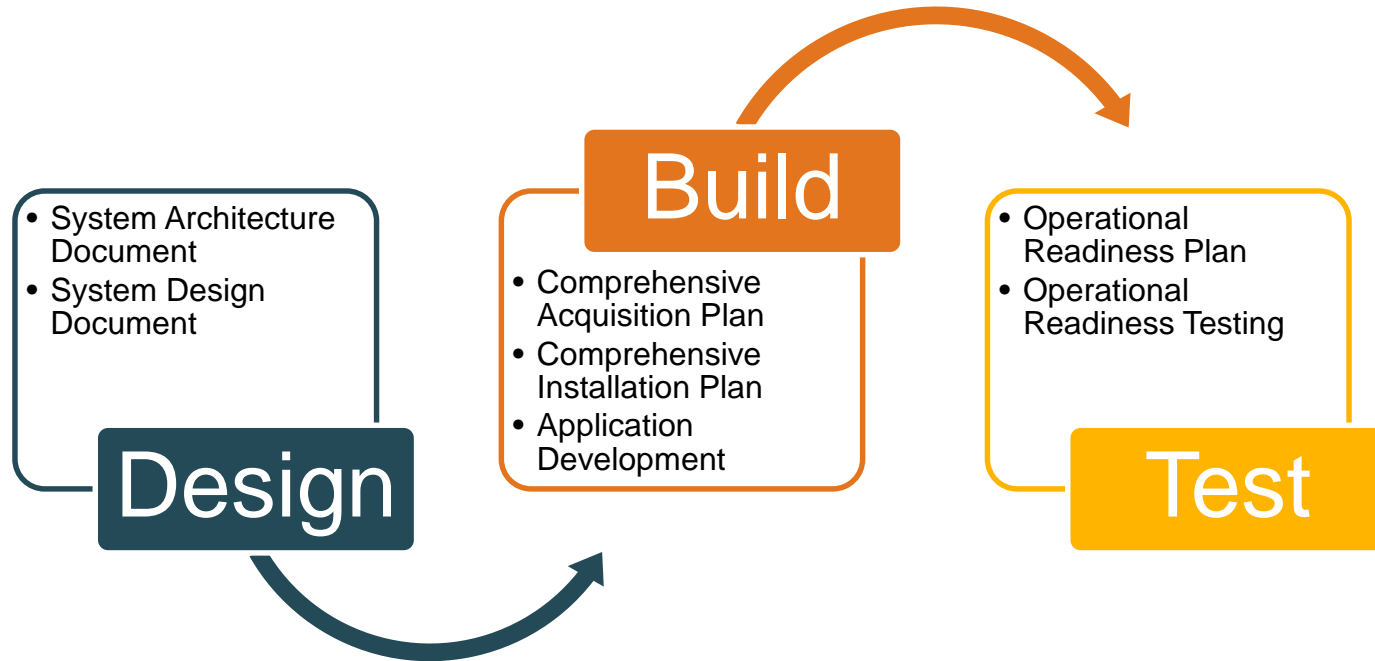 • System Architecture
Document
• System Design
Document
Design
Build
• Comprehensive
Acquisition Plan
• Comprehensive
Installation Plan
• Application
Development
• Operational
Readiness Plan
• Operational
Readiness Testing
Test